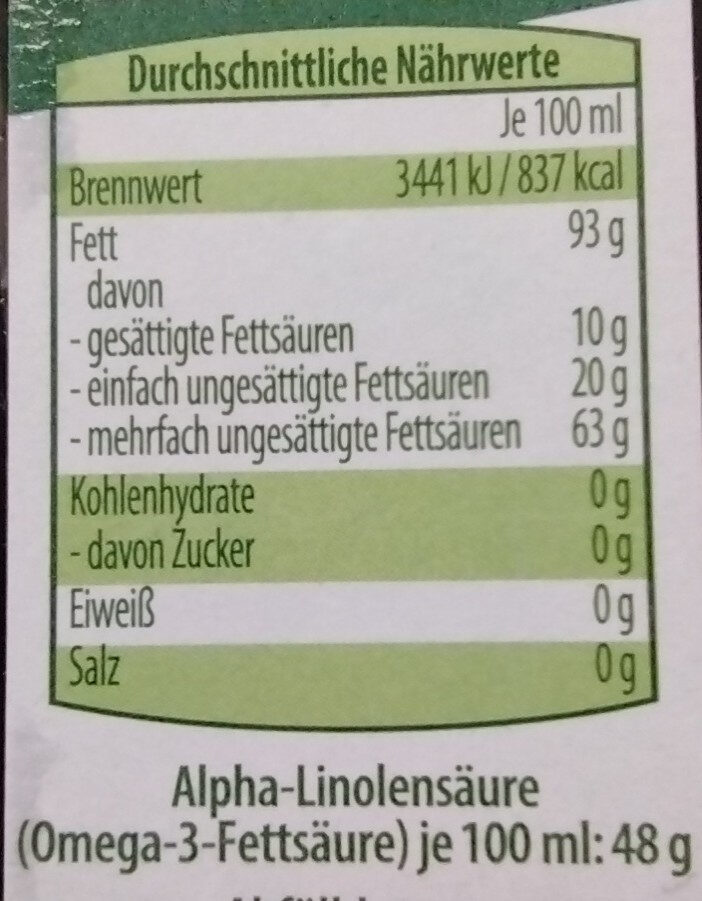 Durchschnittliche Nährwerte
Je 100 ml
Brennwert 3441 kJ / 837 kcal
Fett 93 g
davon
- gesättigte Fettsäuren 10 g
- einfach ungesättigte Fettsäuren 20 g
- mehrfach ungesättigte Fettsäuren 63 g
Kohlenhydrate 0 g
- davon Zucker 0 g
Eiweiß 0 g
Salz 0 g
Alpha-Linolensäure
(Omega-3-Fettsäure) je 100 ml: 48 g